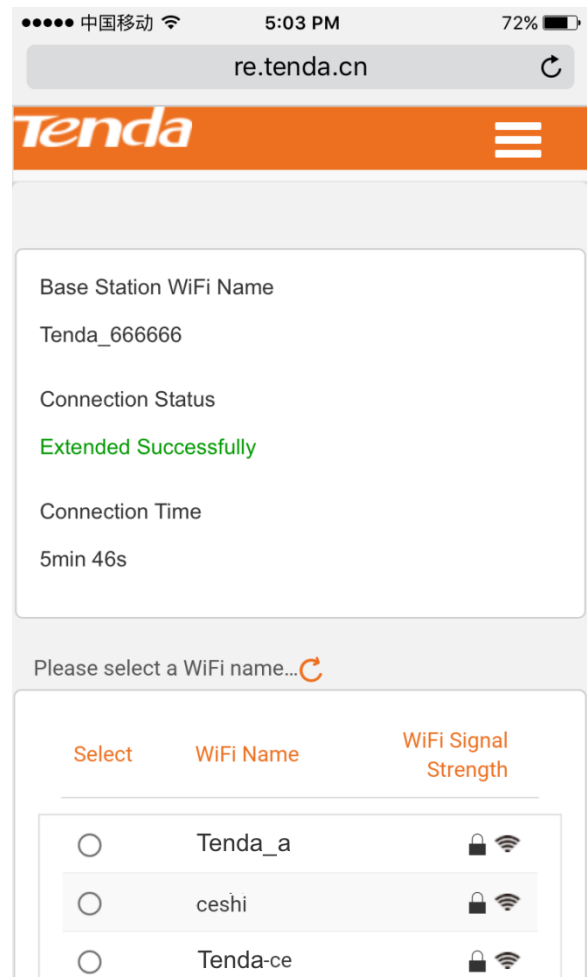 中国移动 5:03 PM 72%
re.tenda.cn
Tenda
Base Station WiFi Name
Tenda_666666
Connection Status
Extended Successfully
Connection Time
5min 46s
Please select a WiFi name...
Select WiFi Name WiFi Signal
Strength
Tenda_a
ceshi
Tenda-ce